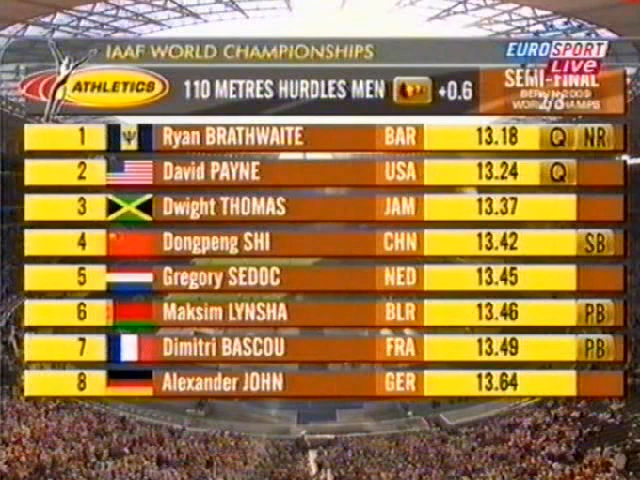 IAAF WORLD CHAMPIONSHIPS
EUROSPORT
LIVE
ATHLETICS
110 METRES HURDLES MEN +0.6
SEMI-FINAL
BERLIN 2009
1 Ryan BRATHWAITE BAR 13.18 Q NR
2 David PAYNE USA 13.24 Q
3 Dwight THOMAS JAM 13.37
4 Dongpeng SHI CHN 13.42 SB
5 Gregory SEDOC NED 13.45
6 Maksim LYNSHA BLR 13.46 PB
7 Dimitri BASCOU FRA 13.49 PB
8 Alexander JOHN GER 13.64